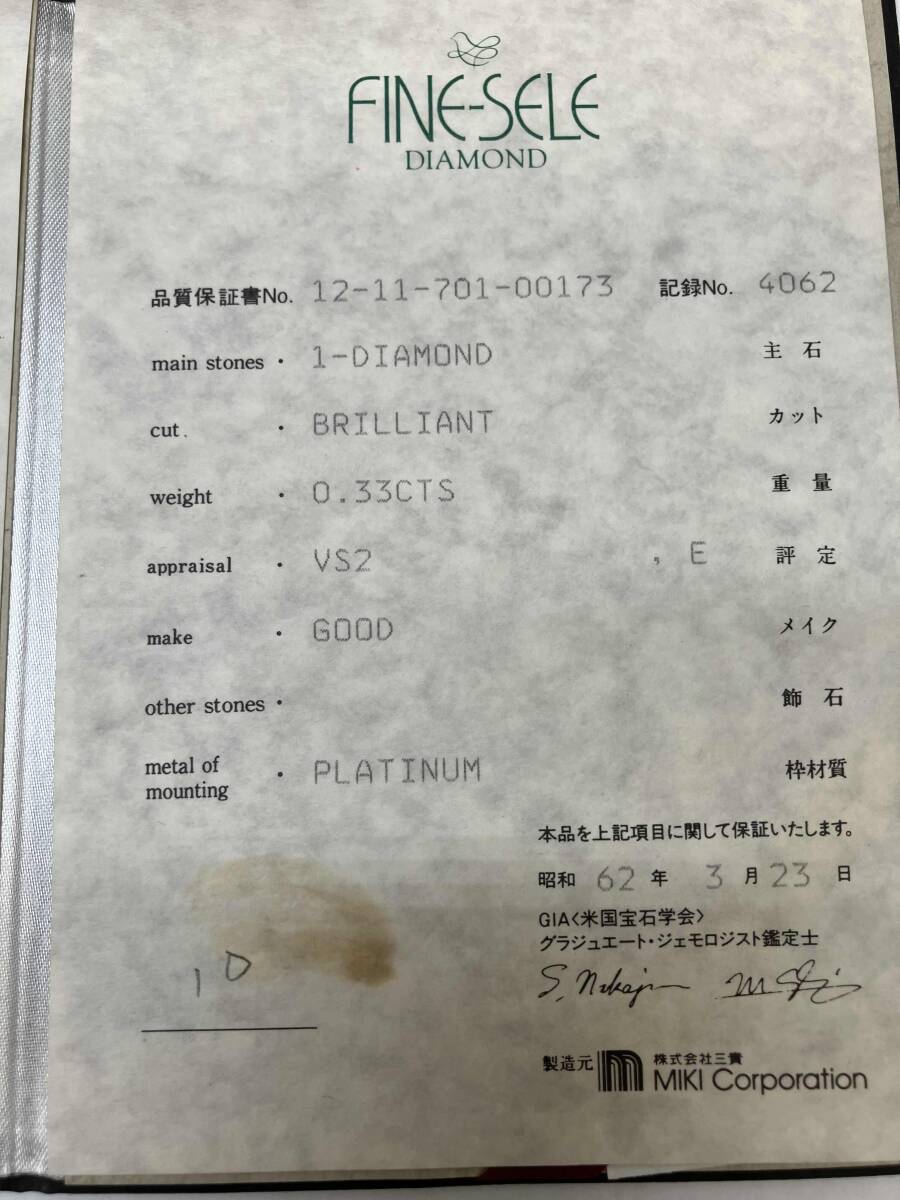 FINE-SELE
DIAMOND
品質保証書No. 12-11-701-00173 記録No. 4062
main stones・ 1-DIAMOND 主石
cut.・ BRILLIANT カット
weight・ 0.33CTS 重量
appraisal・ VS2 , E 評定
make・ GOOD メイク
other stones・ 飾石
metal of
mounting・ PLATINUM 枠材質
本品を上記項目に関して保証いたします。
昭和 62 年 3 月 23 日
GIA〈米国宝石学会〉
グラジュエート・ジェモロジスト鑑定士
10
製造元 株式会社三貴
MIKI Corporation